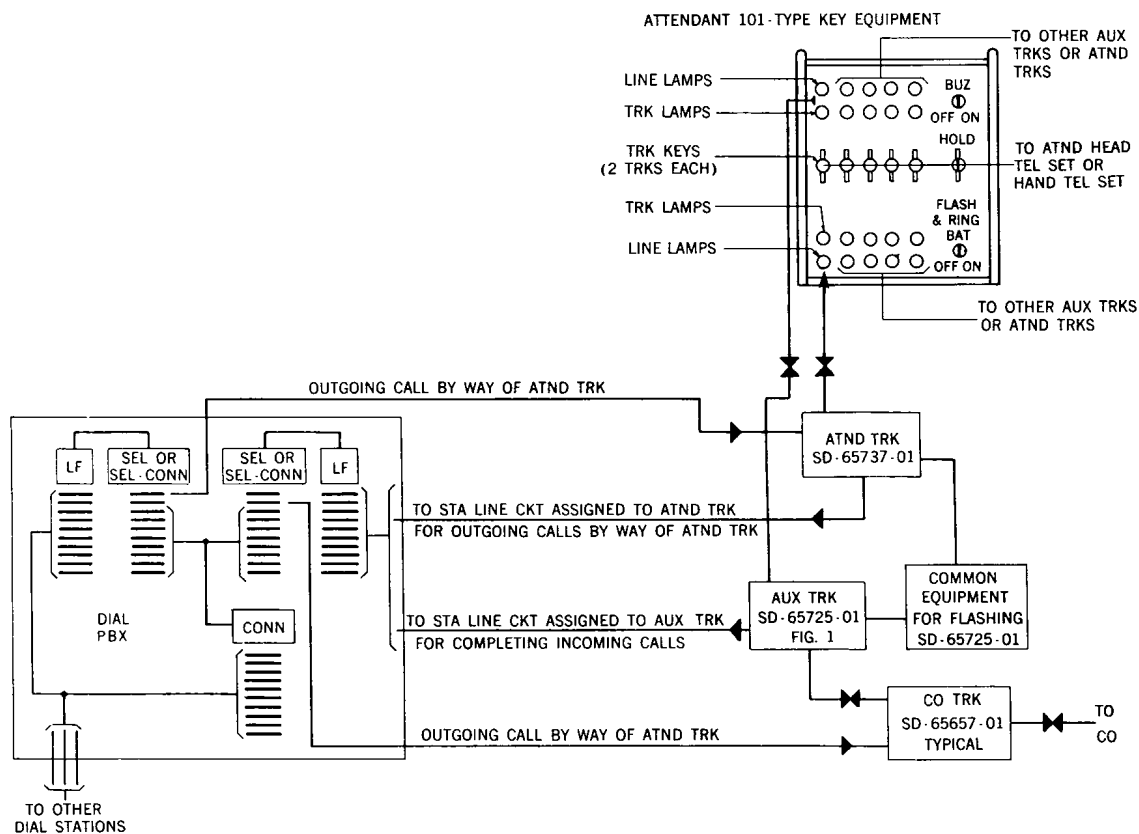 ATTENDANT 101-TYPE KEY EQUIPMENT
TO OTHER AUX
TRKS OR ATND
TRKS
LINE LAMPS
BUZ
OFF ON
TRK LAMPS
HOLD
TRK KEYS
(2 TRKS EACH)
TO ATND HEAD
TEL SET OR
HAND TEL SET
TRK LAMPS
FLASH
& RING
BAT
OFF ON
LINE LAMPS
TO OTHER AUX TRKS
OR ATND TRKS
OUTGOING CALL BY WAY OF ATND TRK
ATND TRK
SD-65737-01
LF
SEL OR
SEL-CONN
SEL OR
SEL-CONN
LF
TO STA LINE CKT ASSIGNED TO ATND TRK
FOR OUTGOING CALLS BY WAY OF ATND TRK
COMMON
EQUIPMENT
FOR FLASHING
SD-65725-01
AUX TRK
SD-65725-01
FIG. 1
DIAL
PBX
CONN
TO STA LINE CKT ASSIGNED TO AUX TRK
FOR COMPLETING INCOMING CALLS
CO TRK
SD-65657-01
TYPICAL
TO
CO
OUTGOING CALL BY WAY OF ATND TRK
TO OTHER
DIAL STATIONS